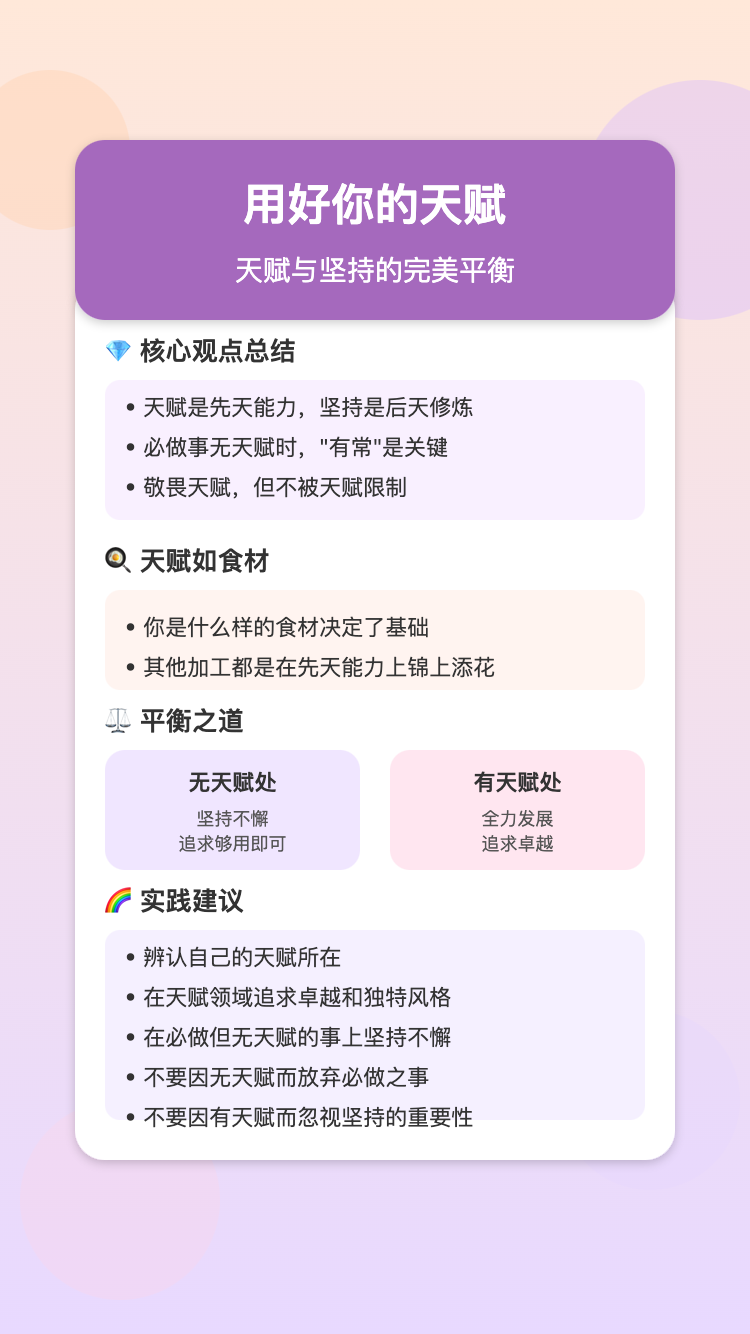 用好你的天赋
天赋与坚持的完美平衡
💎 核心观点总结
• 天赋是先天能力，坚持是后天修炼
• 必做事无天赋时，"有常"是关键
• 敬畏天赋，但不被天赋限制
🍳 天赋如食材
• 你是什么样的食材决定了基础
• 其他加工都是在先天能力上锦上添花
⚖️ 平衡之道
无天赋处
坚持不懈
追求够用即可
有天赋处
全力发展
追求卓越
🌈 实践建议
• 辨认自己的天赋所在
• 在天赋领域追求卓越和独特风格
• 在必做但无天赋的事上坚持不懈
• 不要因无天赋而放弃必做之事
• 不要因有天赋而忽视坚持的重要性